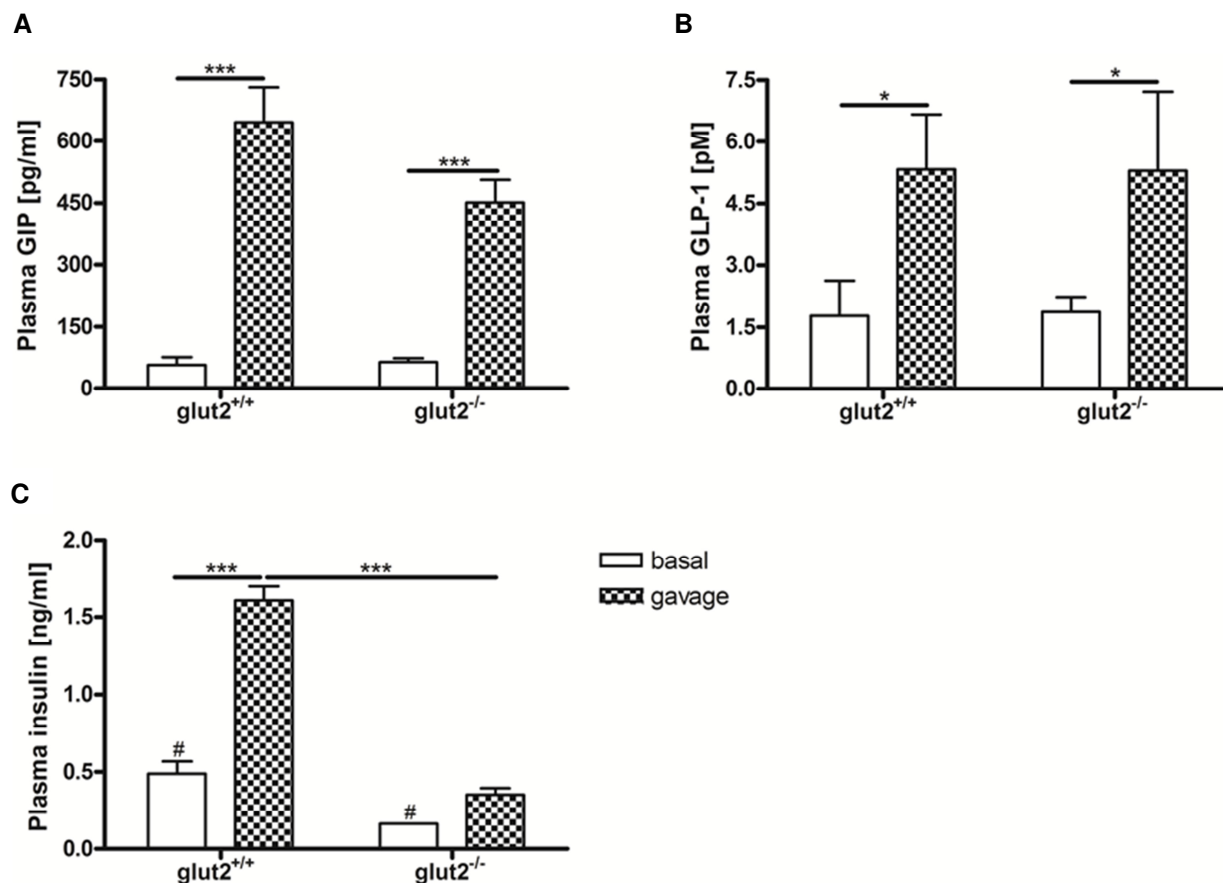 A
Plasma GIP [pg/ml]
750
600
450
300
150
0
***
***
glut2+/+
glut2-/-
B
Plasma GLP-1 [pM]
7.5
6.0
4.5
3.0
1.5
0.0
*
*
glut2+/+
glut2-/-
C
Plasma insulin [ng/ml]
2.0
1.5
1.0
0.5
0.0
***
***
#
#
glut2+/+
glut2-/-
basal
gavage